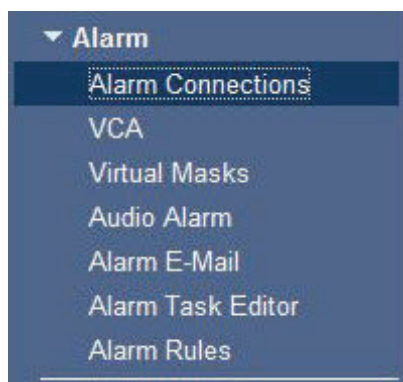 Alarm
Alarm Connections
VCA
Virtual Masks
Audio Alarm
Alarm E-Mail
Alarm Task Editor
Alarm Rules